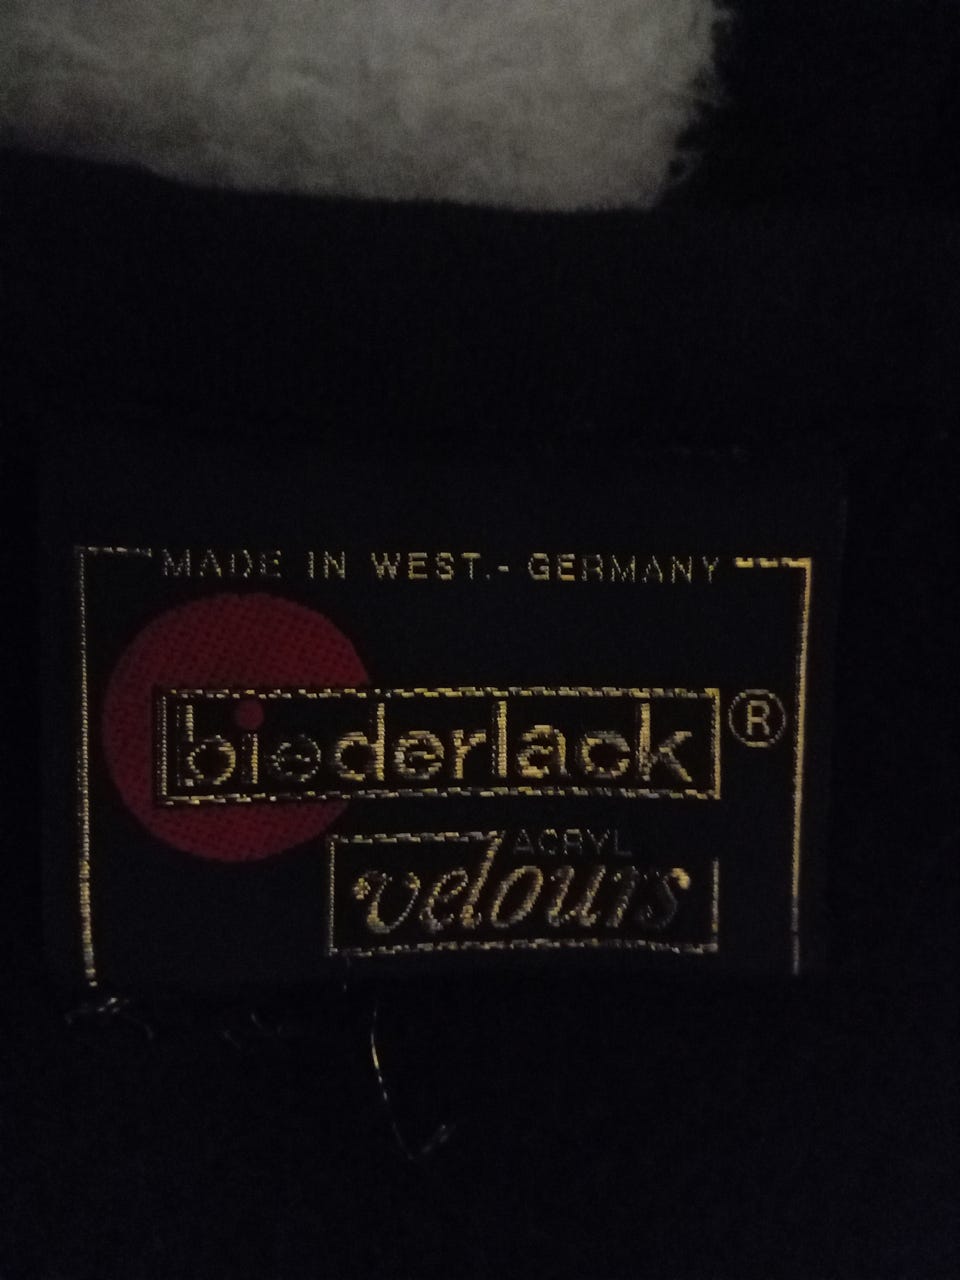 MADE IN WEST.-GERMANY
biederlack ®
ACRYL
velours